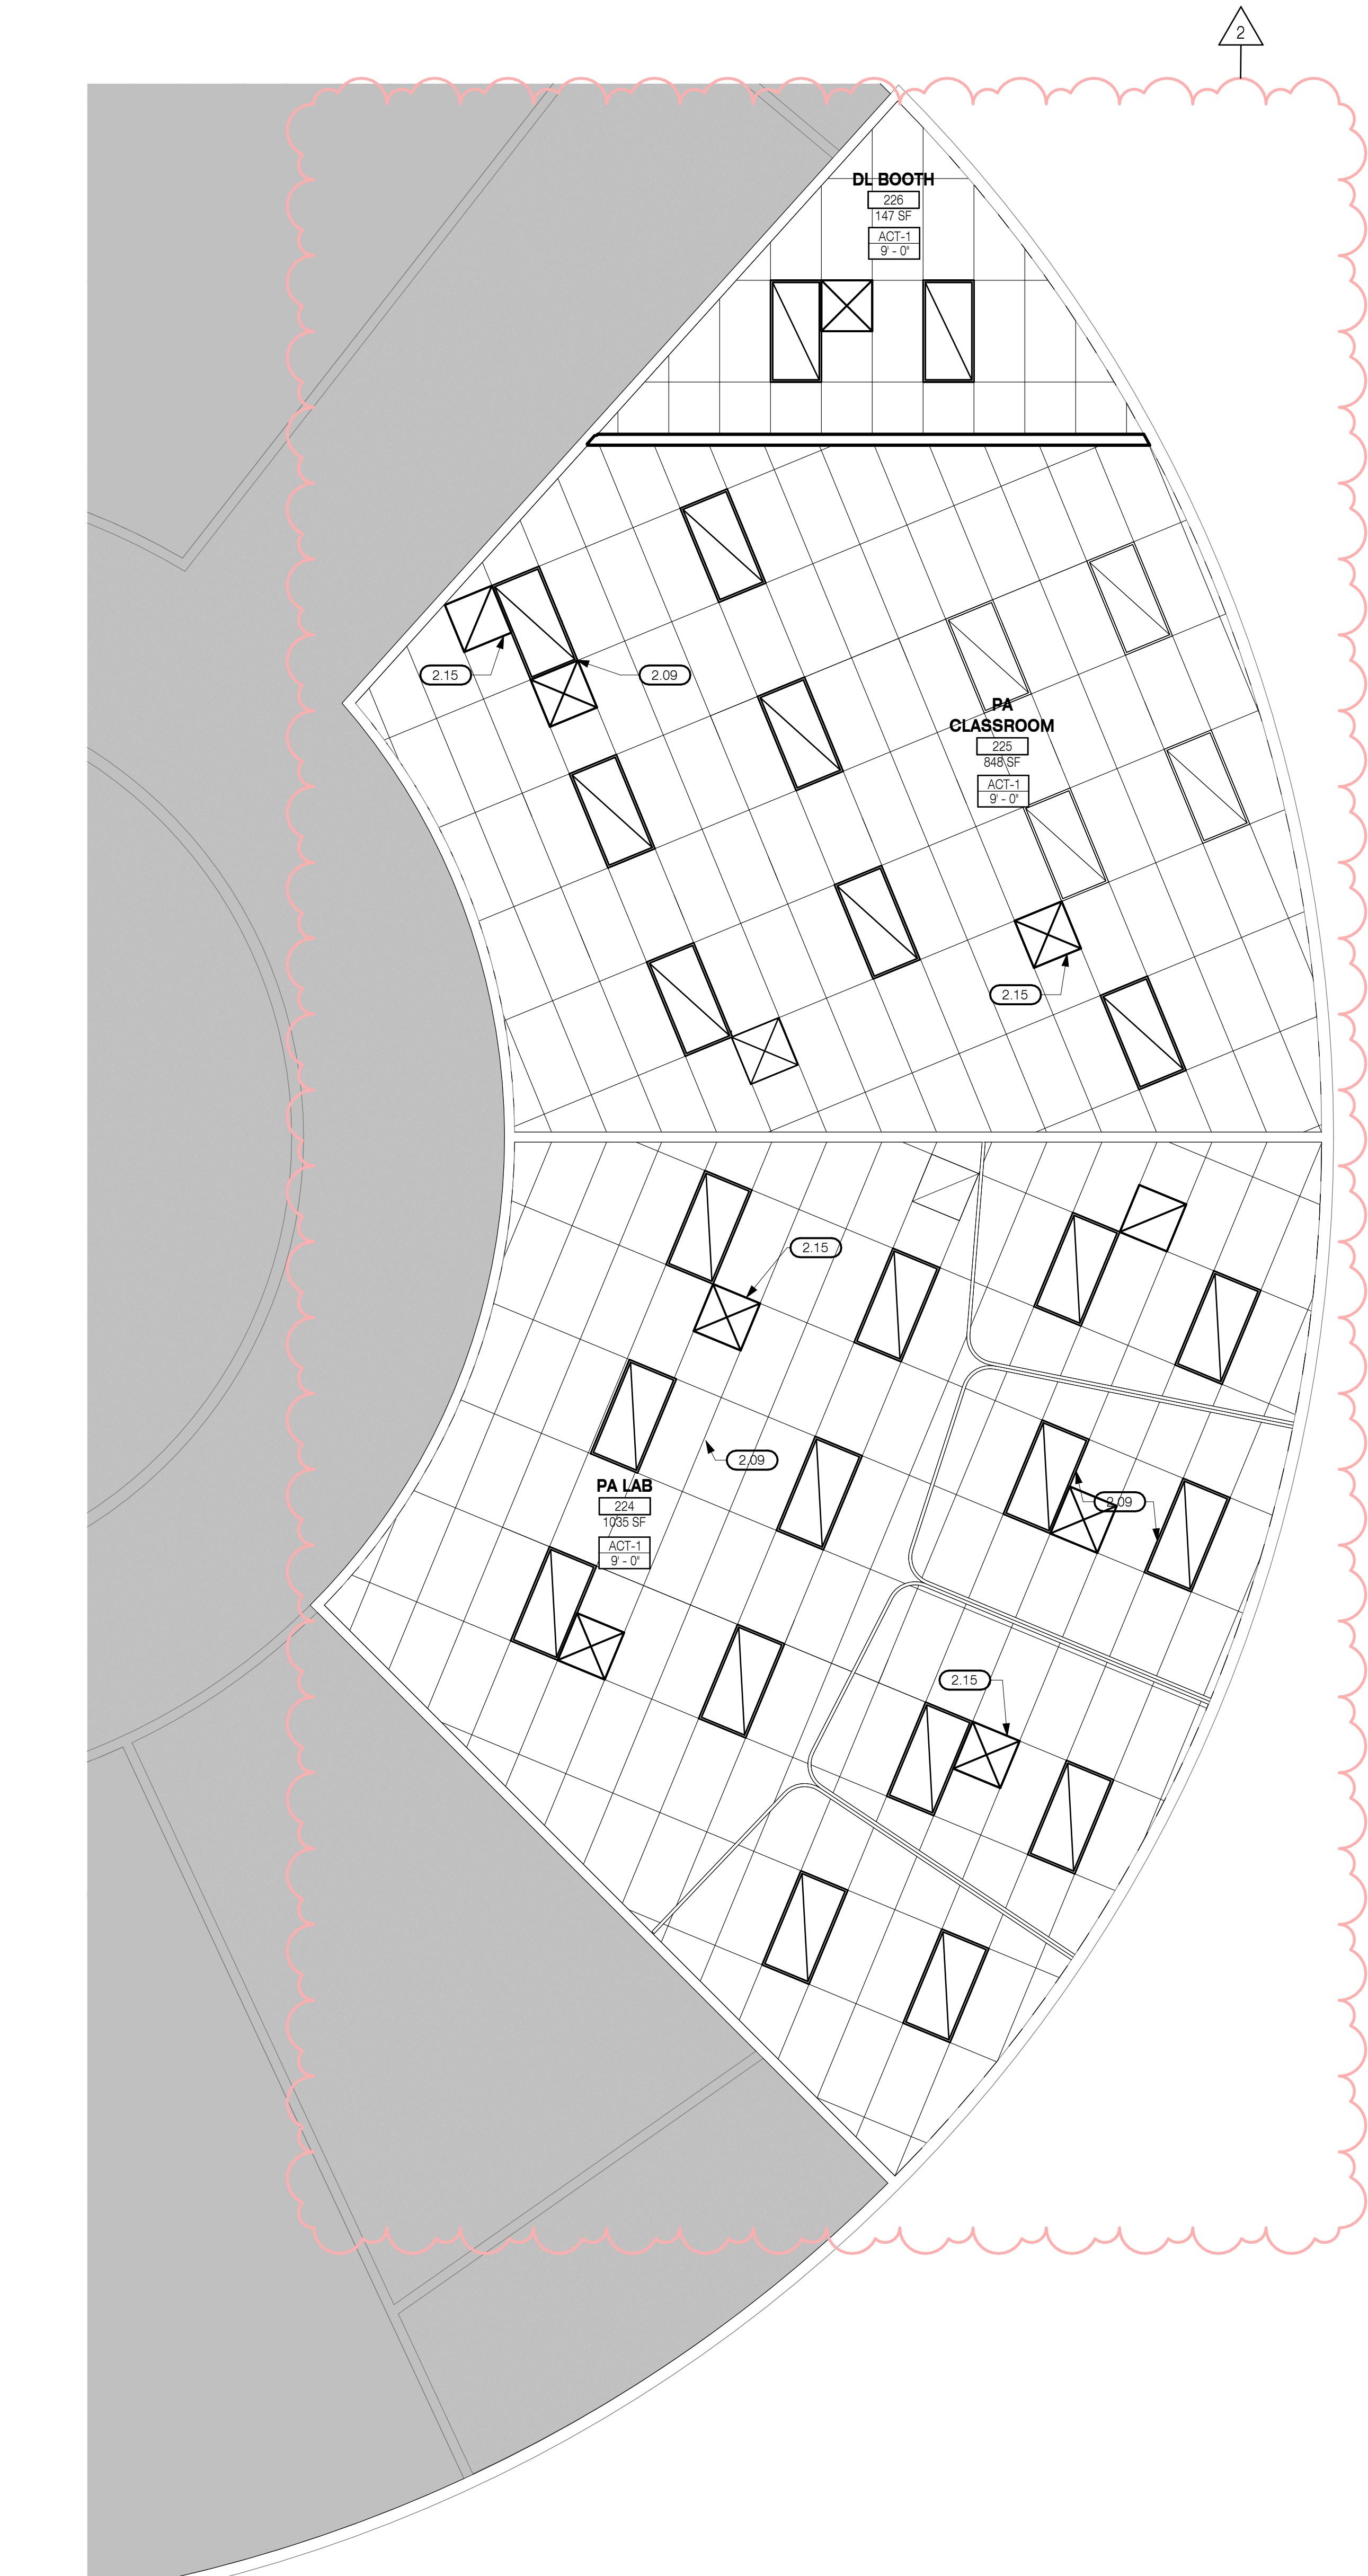 2
DL BOOTH
226
147 SF
ACT-1
9' - 0"
2.15
2.09
PA
CLASSROOM
225
848 SF
ACT-1
9' - 0"
2.15
2.15
2.09
2.09
PA LAB
224
1035 SF
ACT-1
9' - 0"
2.15